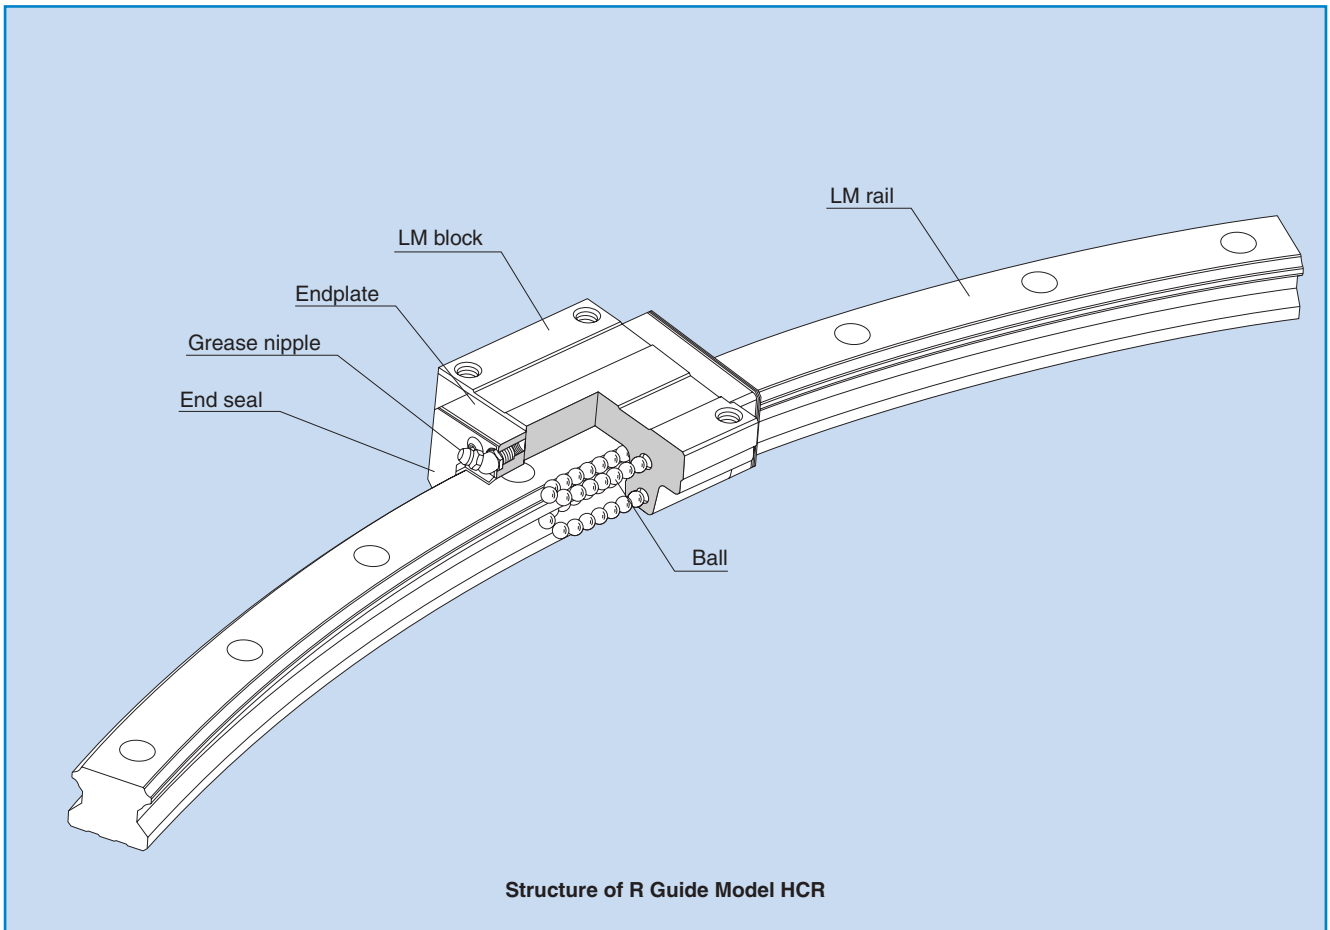 LM rail
LM block
Endplate
Grease nipple
End seal
Ball
Structure of R Guide Model HCR